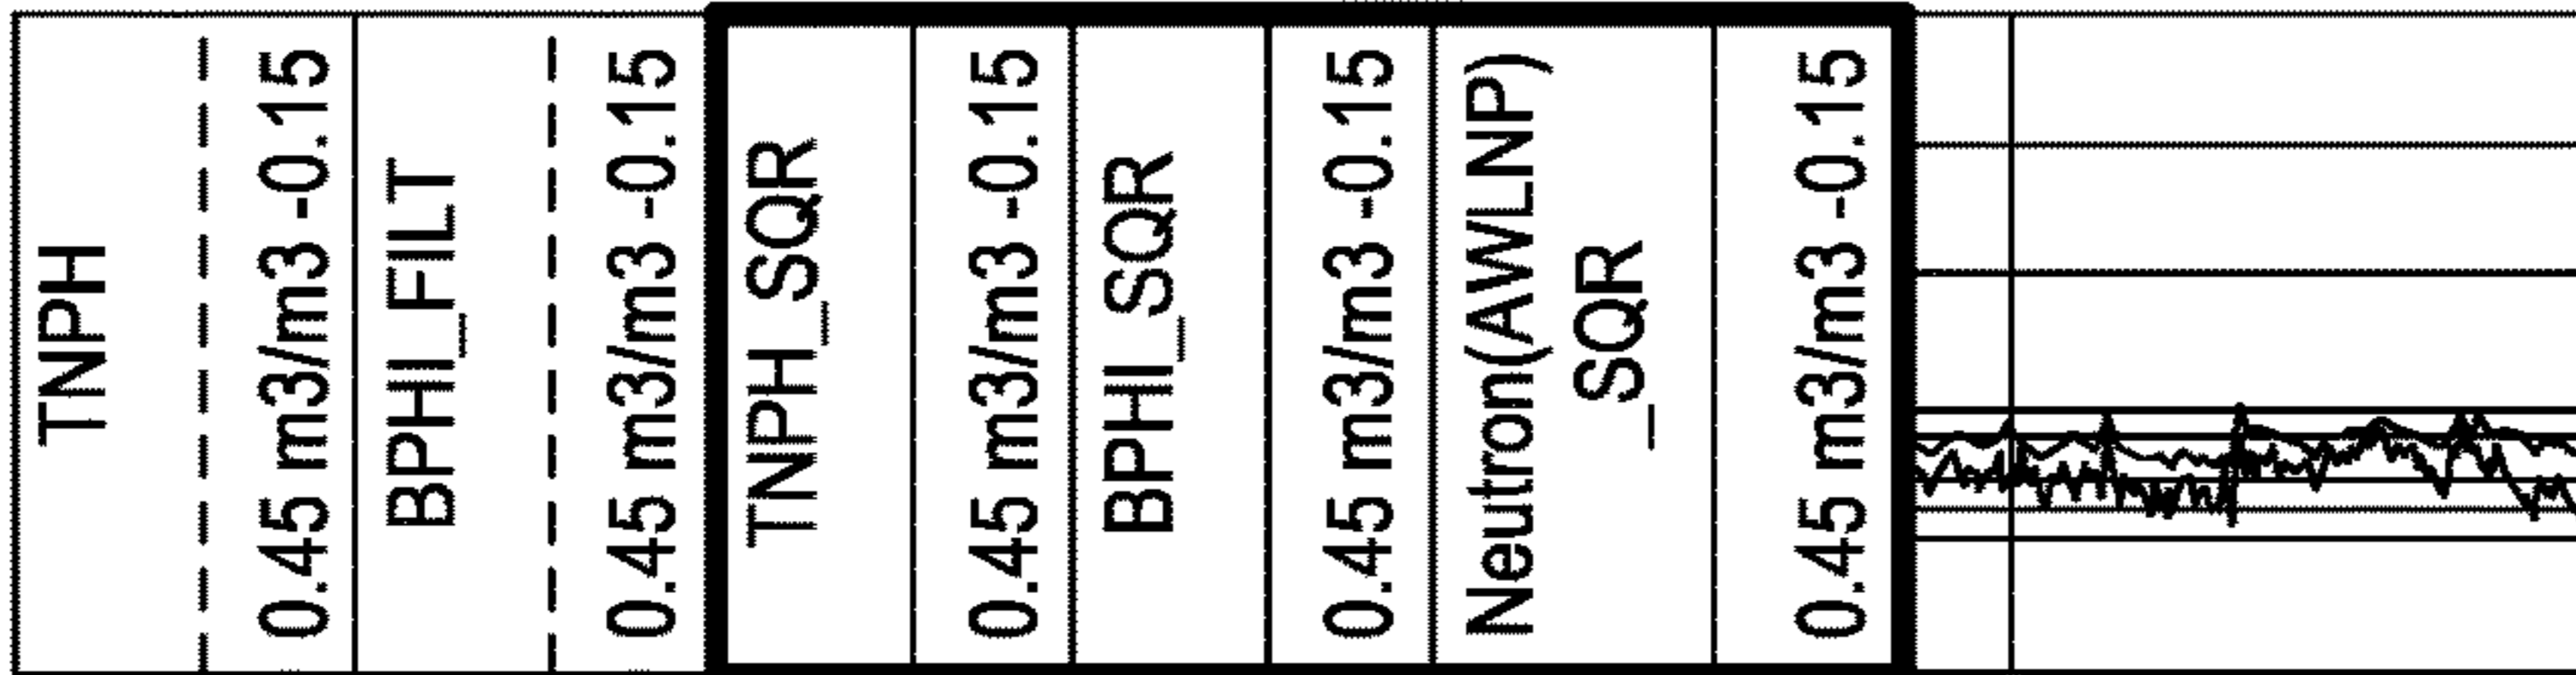 TNPH
0.45 m3/m3 -0.15
BPHI_FILT
0.45 m3/m3 -0.15
TNPH_SQR
0.45 m3/m3 -0.15
BPHI_SQR
0.45 m3/m3 -0.15
Neutron(AWLNP)
_SQR
0.45 m3/m3 -0.15